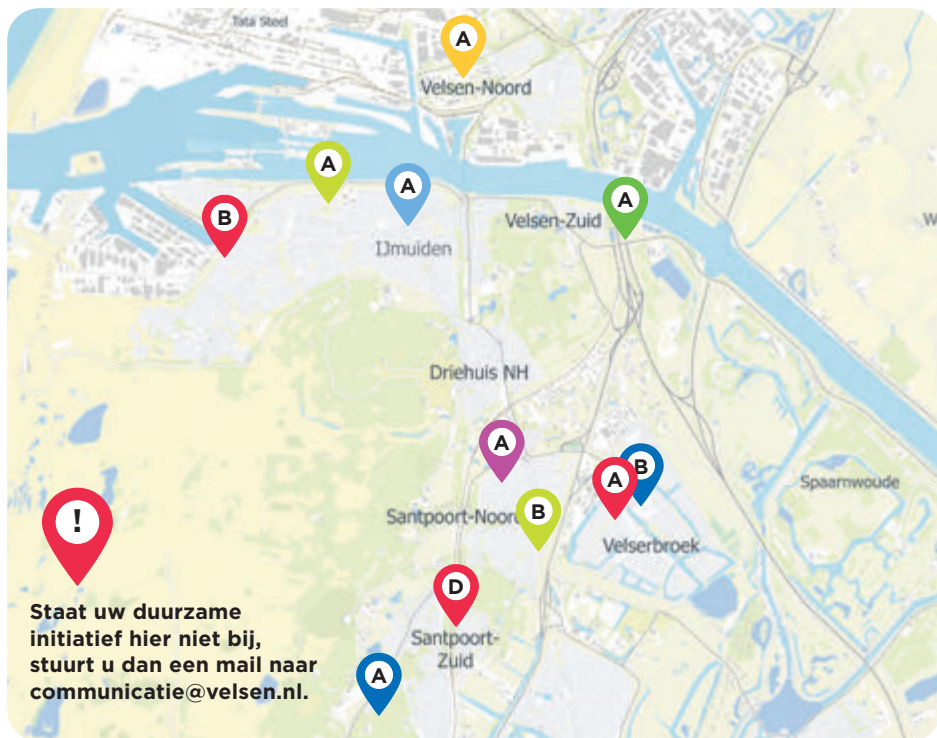 Tata Steel
A
Velsen-Noord
A
A
A
B
Velsen-Zuid
IJmuiden
W
Driehuis NH
A
A
B
Spaarnwoude
!
Santpoort-Noord
B
Velserbroek
D
Santpoort-
Zuid
A
Staat uw duurzame
initiatief hier niet bij,
stuurt u dan een mail naar
communicatie@velsen.nl.